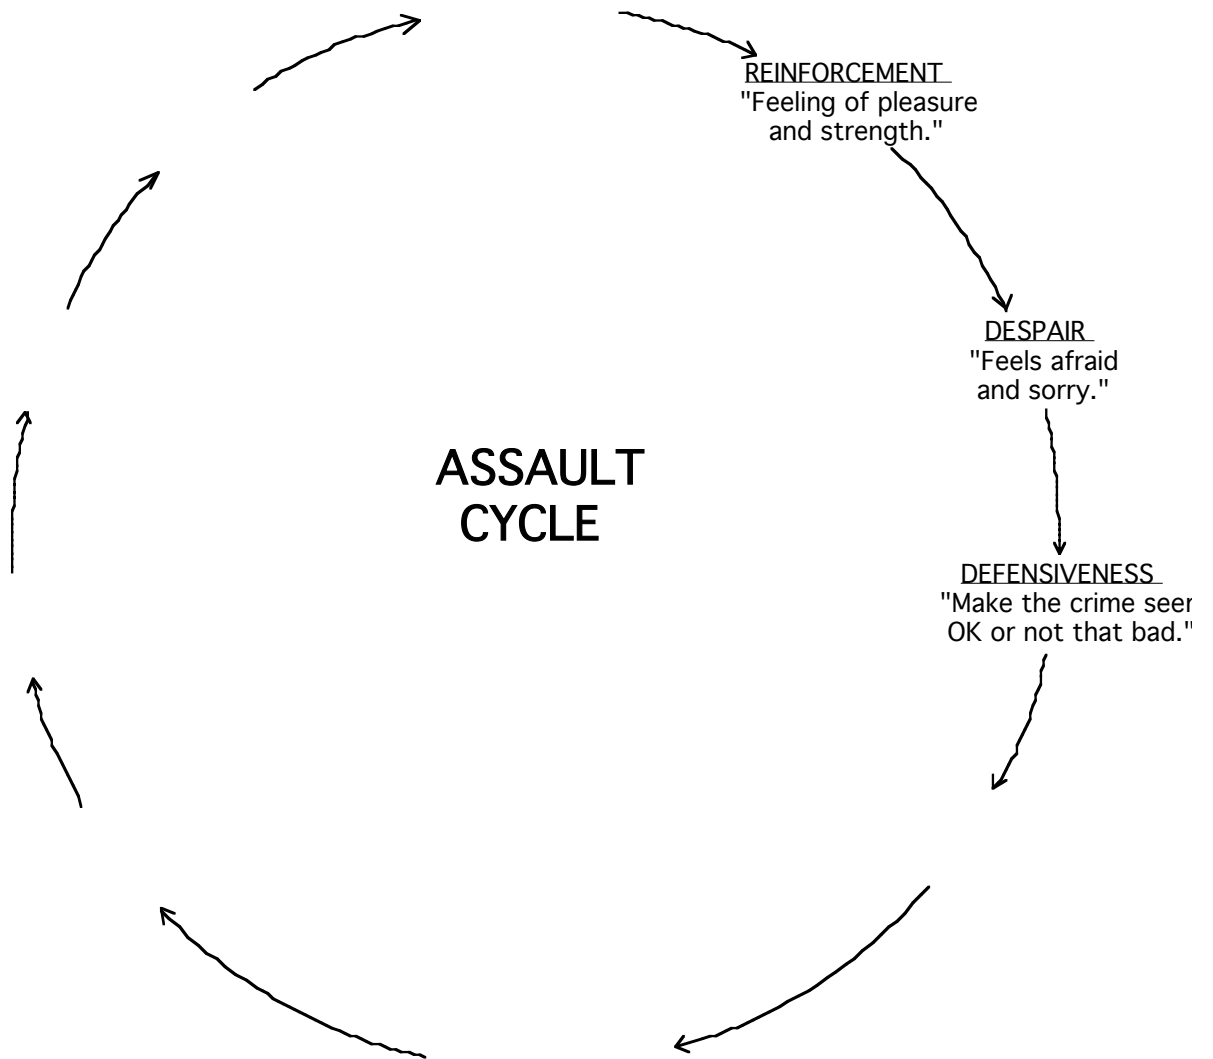 REINFORCEMENT
"Feeling of pleasure
and strength."
DESPAIR
"Feels afraid
and sorry."
ASSAULT
CYCLE
DEFENSIVENESS
"Make the crime
OK or not that bad."